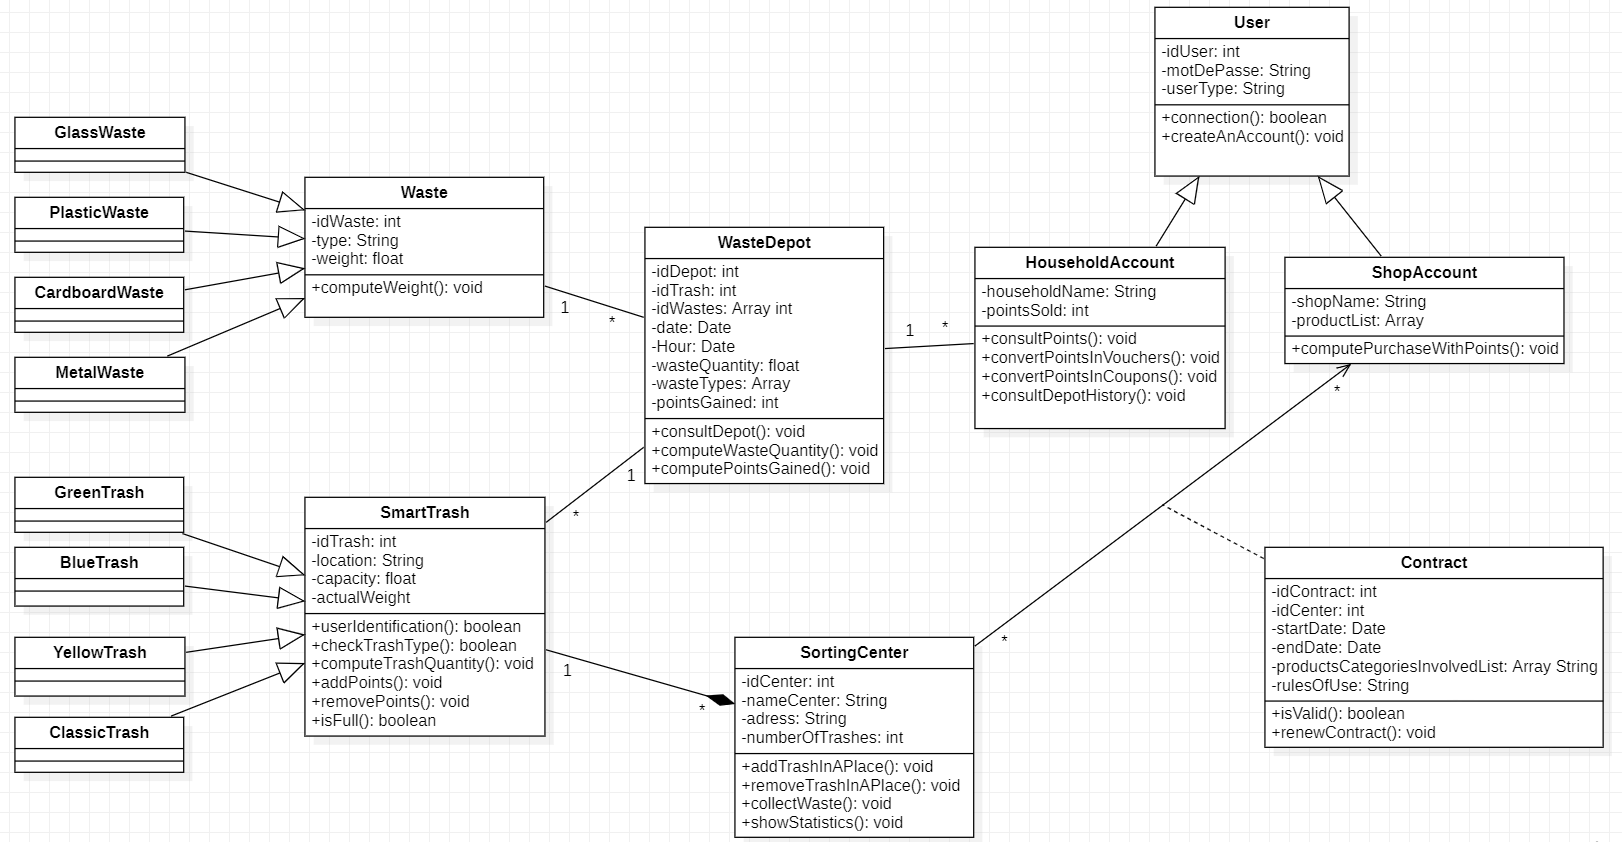 User
-idUser: int
-motDePasse: String
-userType: String
+connection(): boolean
+createAnAccount(): void
GlassWaste
PlasticWaste
CardboardWaste
MetalWaste
Waste
-idWaste: int
-type: String
-weight: float
+computeWeight(): void
1
*
WasteDepot
-idDepot: int
-idTrash: int
-idWastes: Array int
-date: Date
-Hour: Date
-wasteQuantity: float
-wasteTypes: Array
-pointsGained: int
+consultDepot(): void
+computeWasteQuantity(): void
+computePointsGained(): void
1
*
HouseholdAccount
-householdName: String
-pointsSold: int
+consultPoints(): void
+convertPointsInVouchers(): void
+convertPointsInCoupons(): void
+consultDepotHistory(): void
ShopAccount
-shopName: String
-productList: Array
+computePurchaseWithPoints(): void
*
1
*
GreenTrash
BlueTrash
YellowTrash
ClassicTrash
SmartTrash
-idTrash: int
-location: String
-capacity: float
-actualWeight
+userIdentification(): boolean
+checkTrashType(): boolean
+computeTrashQuantity(): void
+addPoints(): void
+removePoints(): void
+isFull(): boolean
1
*
SortingCenter
-idCenter: int
-nameCenter: String
-adress: String
-numberOfTrashes: int
+addTrashInAPlace(): void
+removeTrashInAPlace(): void
+collectWaste(): void
+showStatistics(): void
*
Contract
-idContract: int
-idCenter: int
-startDate: Date
-endDate: Date
-productsCategoriesInvolvedList: Array String
-rulesOfUse: String
+isValid(): boolean
+renewContract(): void